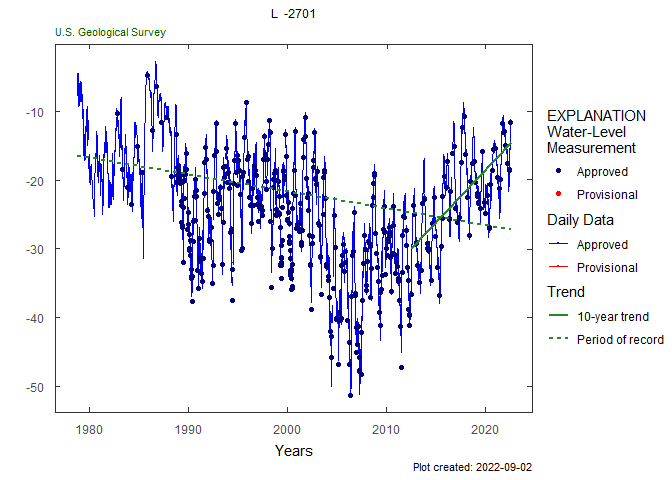 L -2701
U.S. Geological Survey
-10
-20
-30
-40
-50
1980
1990
2000
2010
2020
Years
EXPLANATION
Water-Level
Measurement
Approved
Provisional
Daily Data
Approved
Provisional
Trend
10-year trend
Period of record
Plot created: 2022-09-02